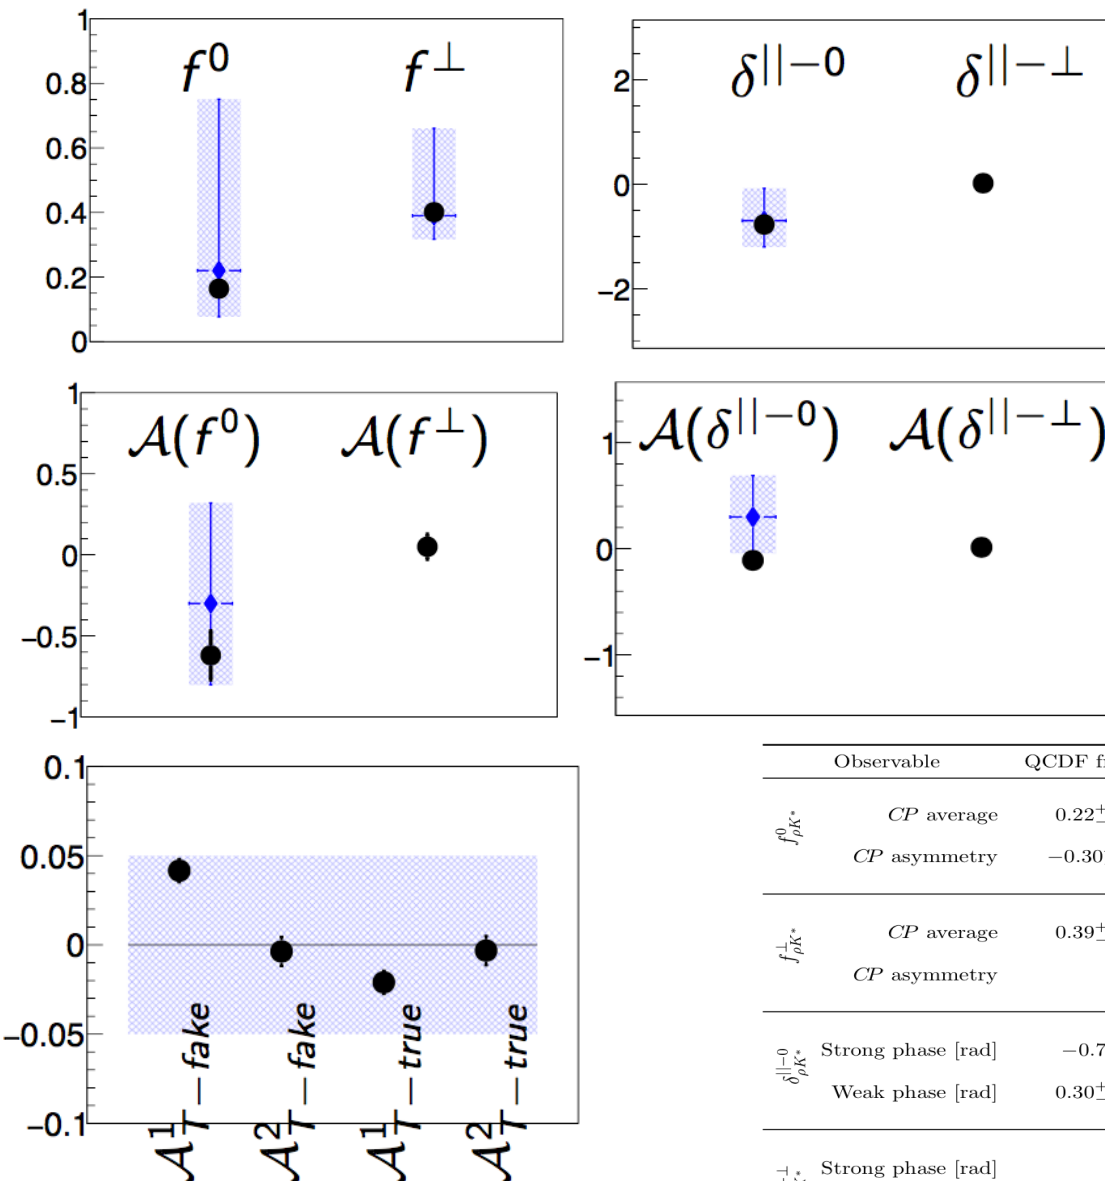 1
0.8
0.6
0.4
0.2
0
f⁰ f⊥
2
0
−2
δ||−0 δ||−⊥
1
0.5
0
−0.5
−1
𝒜(f⁰) 𝒜(f⊥)
1
0
−1
𝒜(δ||−0) 𝒜(δ||−⊥)
0.1
0.05
0
−0.05
−0.1
𝒜¹T−fake
𝒜²T−fake
𝒜¹T−true
𝒜²T−true
Observable QCDF
f⁰ρK*
CP average 0.22+−
CP asymmetry −0.30
f⊥ρK*
CP average 0.39+−
CP asymmetry
δ||−0ρK*
Strong phase [rad] −0.7
Weak phase [rad] 0.30+−
Strong phase [rad]